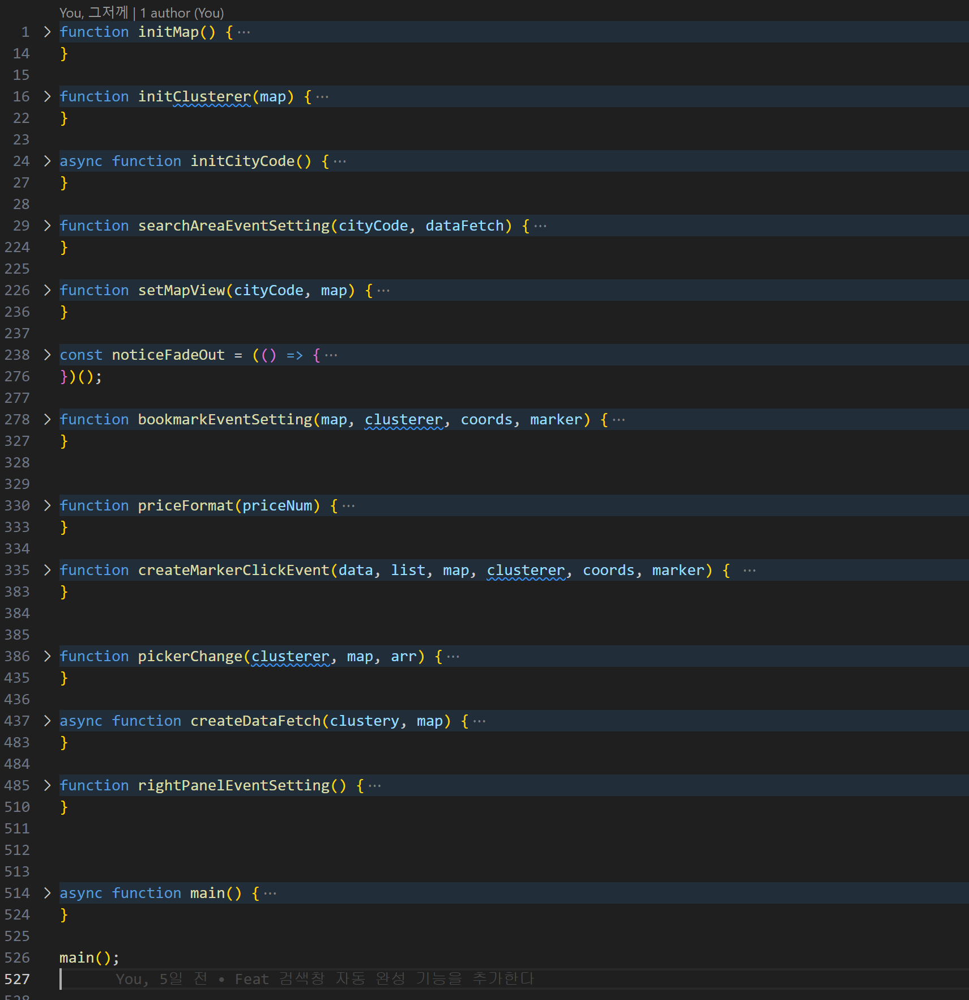 You, 그저께 | 1 author (You)
1 > function initMap() { ···
14 }
15
16 > function initClusterer(map) { ···
22 }
23
24 > async function initCityCode() { ···
27 }
28
29 > function searchAreaEventSetting(cityCode, dataFetch) { ···
224 }
225
226 > function setMapView(cityCode, map) { ···
236 }
237
238 > const noticeFadeOut = (() => { ···
276 })();
277
278 > function bookmarkEventSetting(map, clusterer, coords, marker) { ···
327 }
328
329
330 > function priceFormat(priceNum) { ···
333 }
334
335 > function createMarkerClickEvent(data, list, map, clusterer, coords, marker) { ···
383 }
384
385
386 > function pickerChange(clusterer, map, arr) { ···
435 }
436
437 > async function createDataFetch(clustery, map) { ···
483 }
484
485 > function rightPanelEventSetting() { ···
510 }
511
512
513
514 > async function main() { ···
524 }
525
526 main();
527 You, 5일 전 • Feat 검색창 자동 완성 기능을 추가한다
528